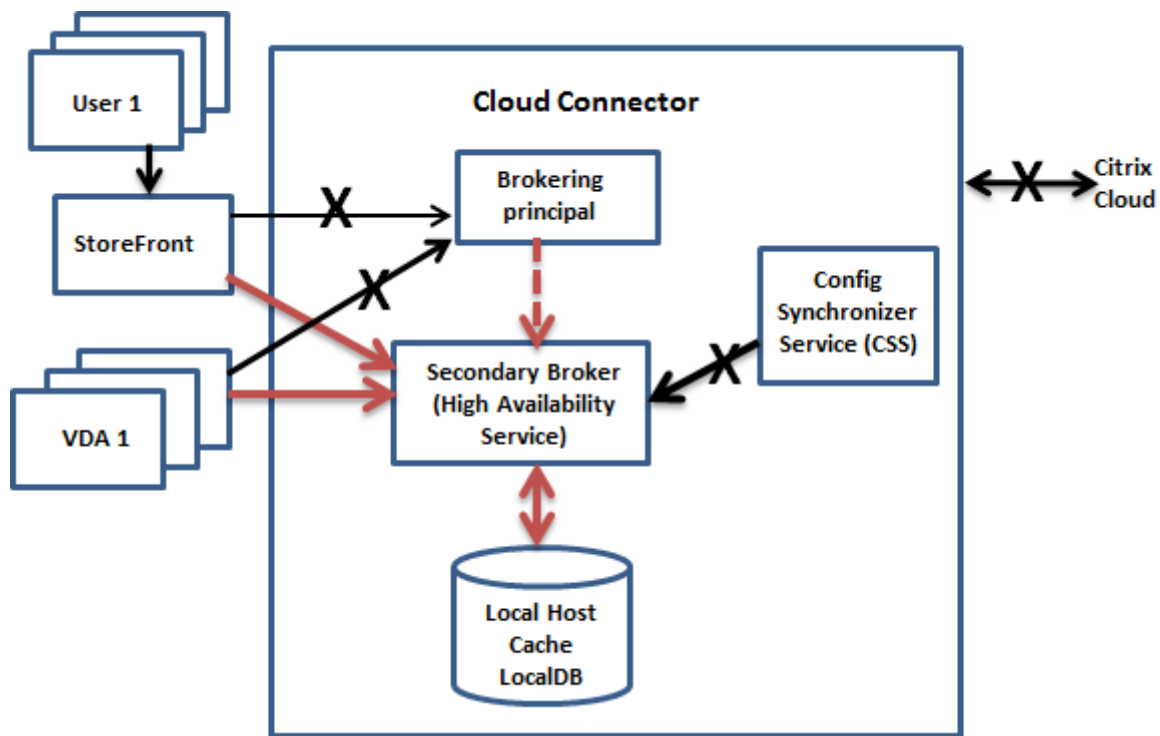 User 1
Cloud Connector
StoreFront
X
Brokering
principal
X
Citrix
Cloud
X
Config
Synchronizer
Service (CSS)
VDA 1
X
Secondary Broker
(High Availability
Service)
Local Host
Cache
LocalDB